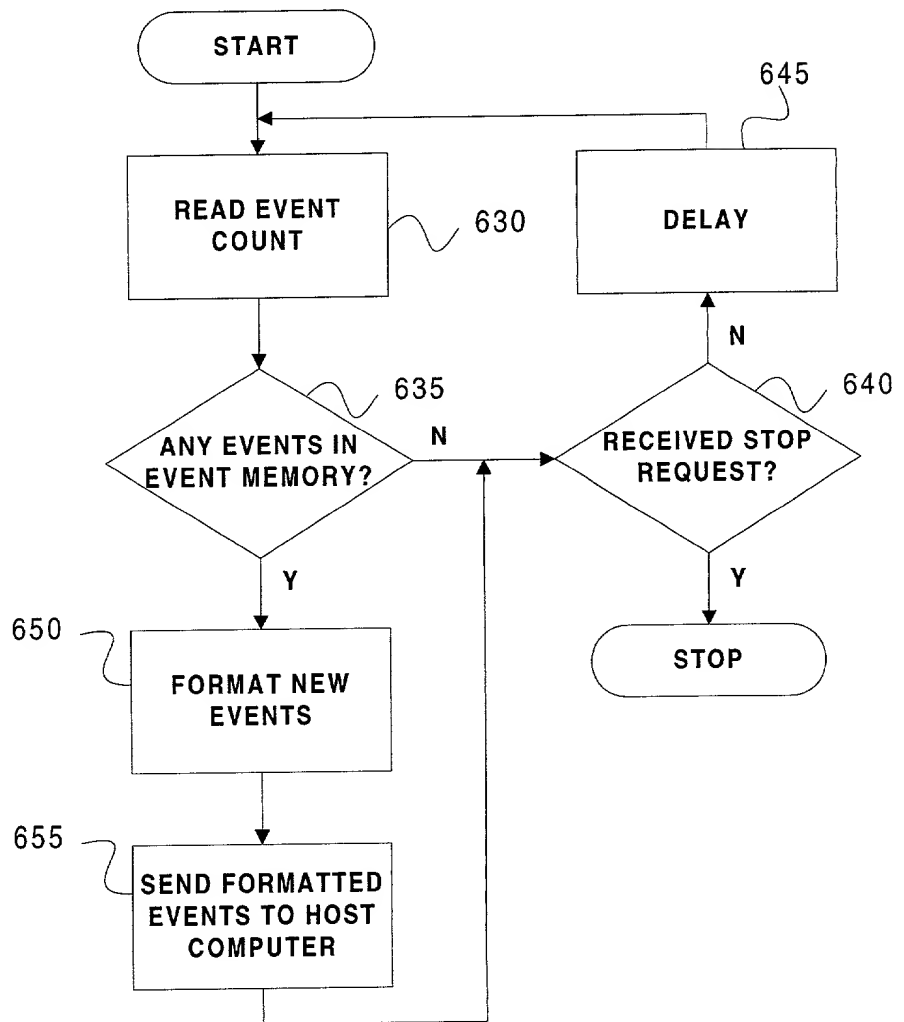 START
645
READ EVENT
COUNT
630
DELAY
N
635
640
ANY EVENTS IN
EVENT MEMORY?
N
RECEIVED STOP
REQUEST?
Y
Y
650
FORMAT NEW
EVENTS
STOP
655
SEND FORMATTED
EVENTS TO HOST
COMPUTER